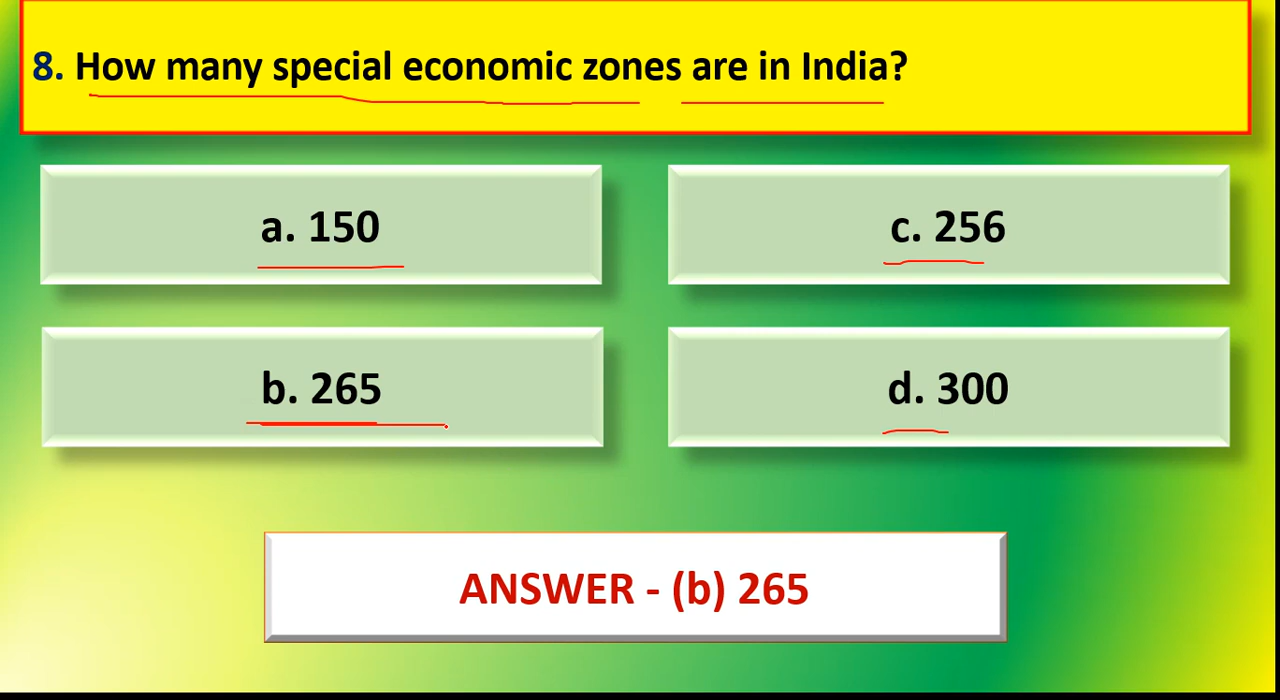 8. How many special economic zones are in India?
a. 150
c. 256
b. 265
d. 300
ANSWER - (b) 265